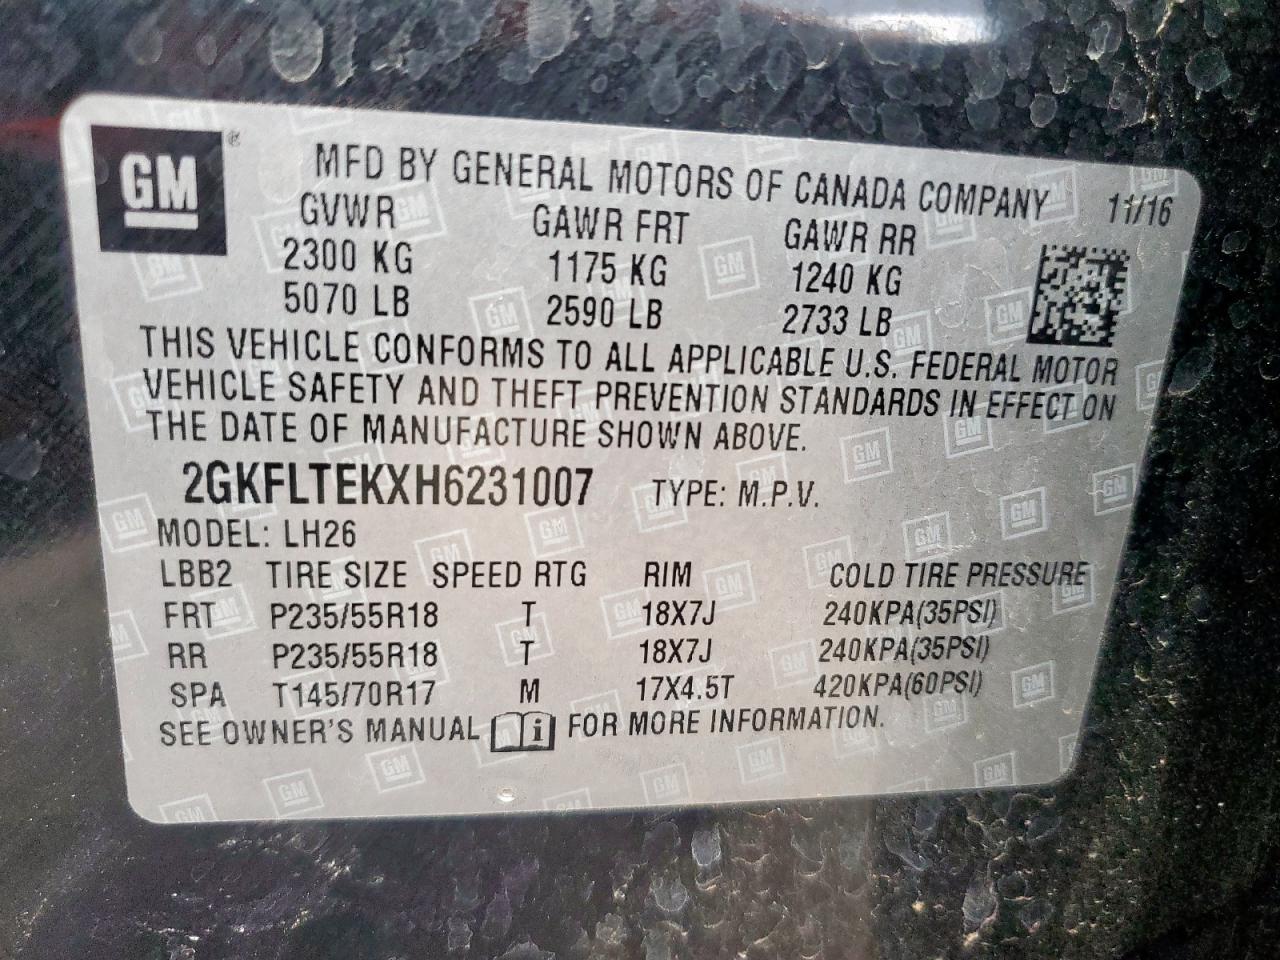 GM ®
MFD BY GENERAL MOTORS OF CANADA COMPANY 11/16
GVWR GAWR FRT GAWR RR
2300 KG 1175 KG 1240 KG
5070 LB 2590 LB 2733 LB
THIS VEHICLE CONFORMS TO ALL APPLICABLE U.S. FEDERAL MOTOR
VEHICLE SAFETY AND THEFT PREVENTION STANDARDS IN EFFECT ON
THE DATE OF MANUFACTURE SHOWN ABOVE.
2GKFLTEKXH6231007 TYPE: M.P.V.
MODEL: LH26
LBB2 TIRE SIZE SPEED RTG RIM COLD TIRE PRESSURE
FRT P235/55R18 T 18X7J 240KPA(35PSI)
RR P235/55R18 T 18X7J 240KPA(35PSI)
SPA T145/70R17 M 17X4.5T 420KPA(60PSI)
SEE OWNER'S MANUAL i FOR MORE INFORMATION.